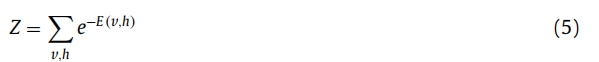 Z = ∑ e^{-E(v,h)} (5)
v,h